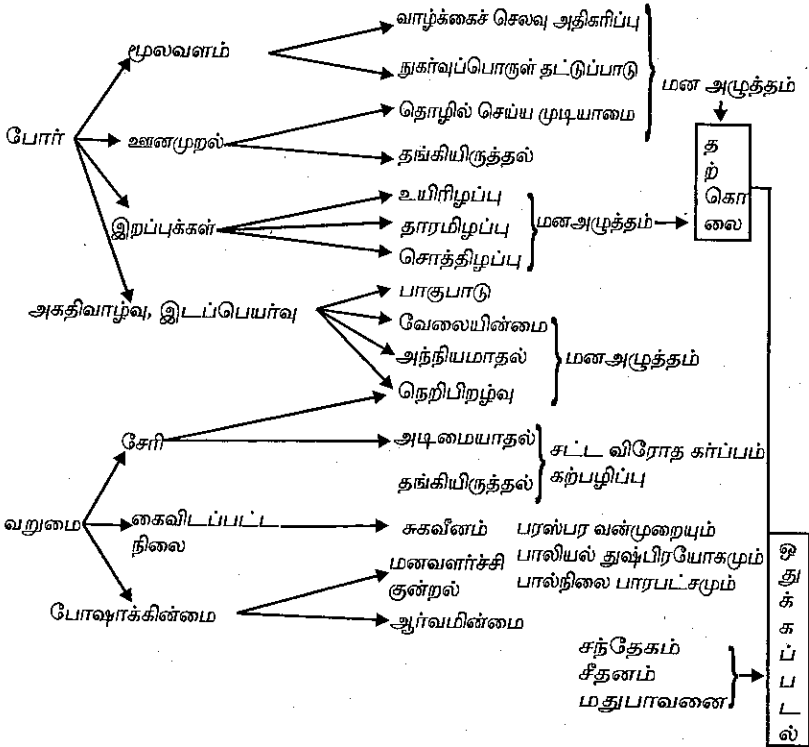 வாழ்க்கைச் செலவு அதிகரிப்பு
மூலவளம்
நுகர்வுப்பொருள் தட்டுப்பாடு
மன அழுத்தம்
தொழில் செய்ய முடியாமை
போர்
ஊனமுறல்
தங்கியிருத்தல்
தற்கொலை
உயிரிழப்பு
இறப்புக்கள்
தாரமிழப்பு
மனஅழுத்தம்
சொத்திழப்பு
பாகுபாடு
அகதிவாழ்வு, இடப்பெயர்வு
வேலையின்மை
அந்நியமாதல்
மனஅழுத்தம்
நெறிபிறழ்வு
சேரி
அடிமையாதல்
சட்ட விரோத கர்ப்பம்
கற்பழிப்பு
தங்கியிருத்தல்
வறுமை
கைவிடப்பட்ட
நிலை
சுகவீனம்
பரஸ்பர வன்முறையும்
பாலியல் துஷ்பிரயோகமும்
பால்நிலை பாரபட்சமும்
மனவளர்ச்சி
குன்றல்
போஷாக்கின்மை
ஆர்வமின்மை
சந்தேகம்
சீதனம்
மதுபாவனை
ஒதுக்கப்படல்